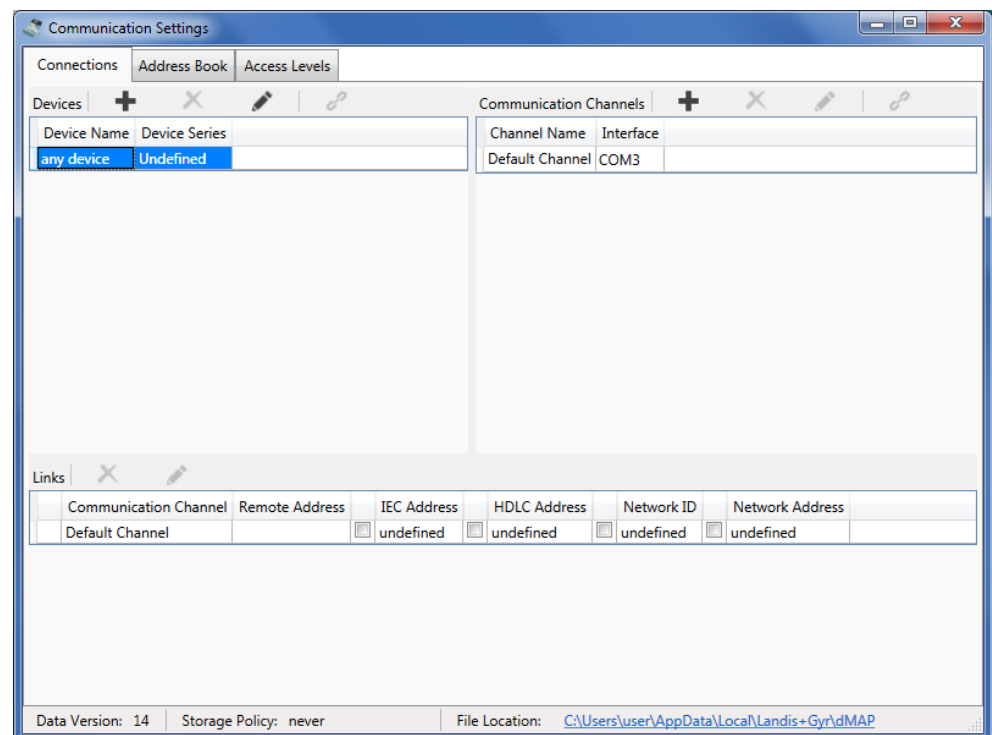 Communication Settings
Connections Address Book Access Levels
Devices
Device Name Device Series
any device Undefined
Communication Channels
Channel Name Interface
Default Channel COM3
Links
Communication Channel Remote Address IEC Address HDLC Address Network ID Network Address
Default Channel undefined undefined undefined undefined
Data Version: 14 Storage Policy: never File Location: C:\Users\user\AppData\Local\Landis+Gyr\dMAP